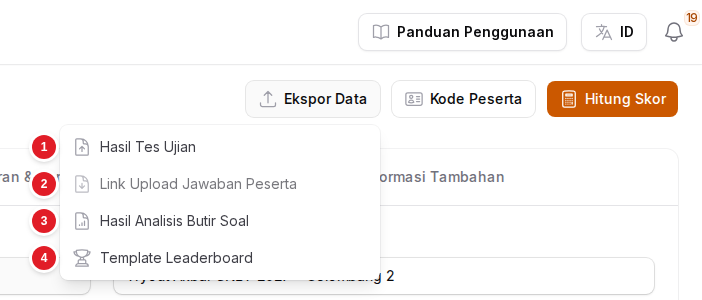 Panduan Penggunaan
ID
19
Ekspor Data
Kode Peserta
Hitung Skor
1 Hasil Tes Ujian
2 Link Upload Jawaban Peserta
3 Hasil Analisis Butir Soal
4 Template Leaderboard
Tambahan
2